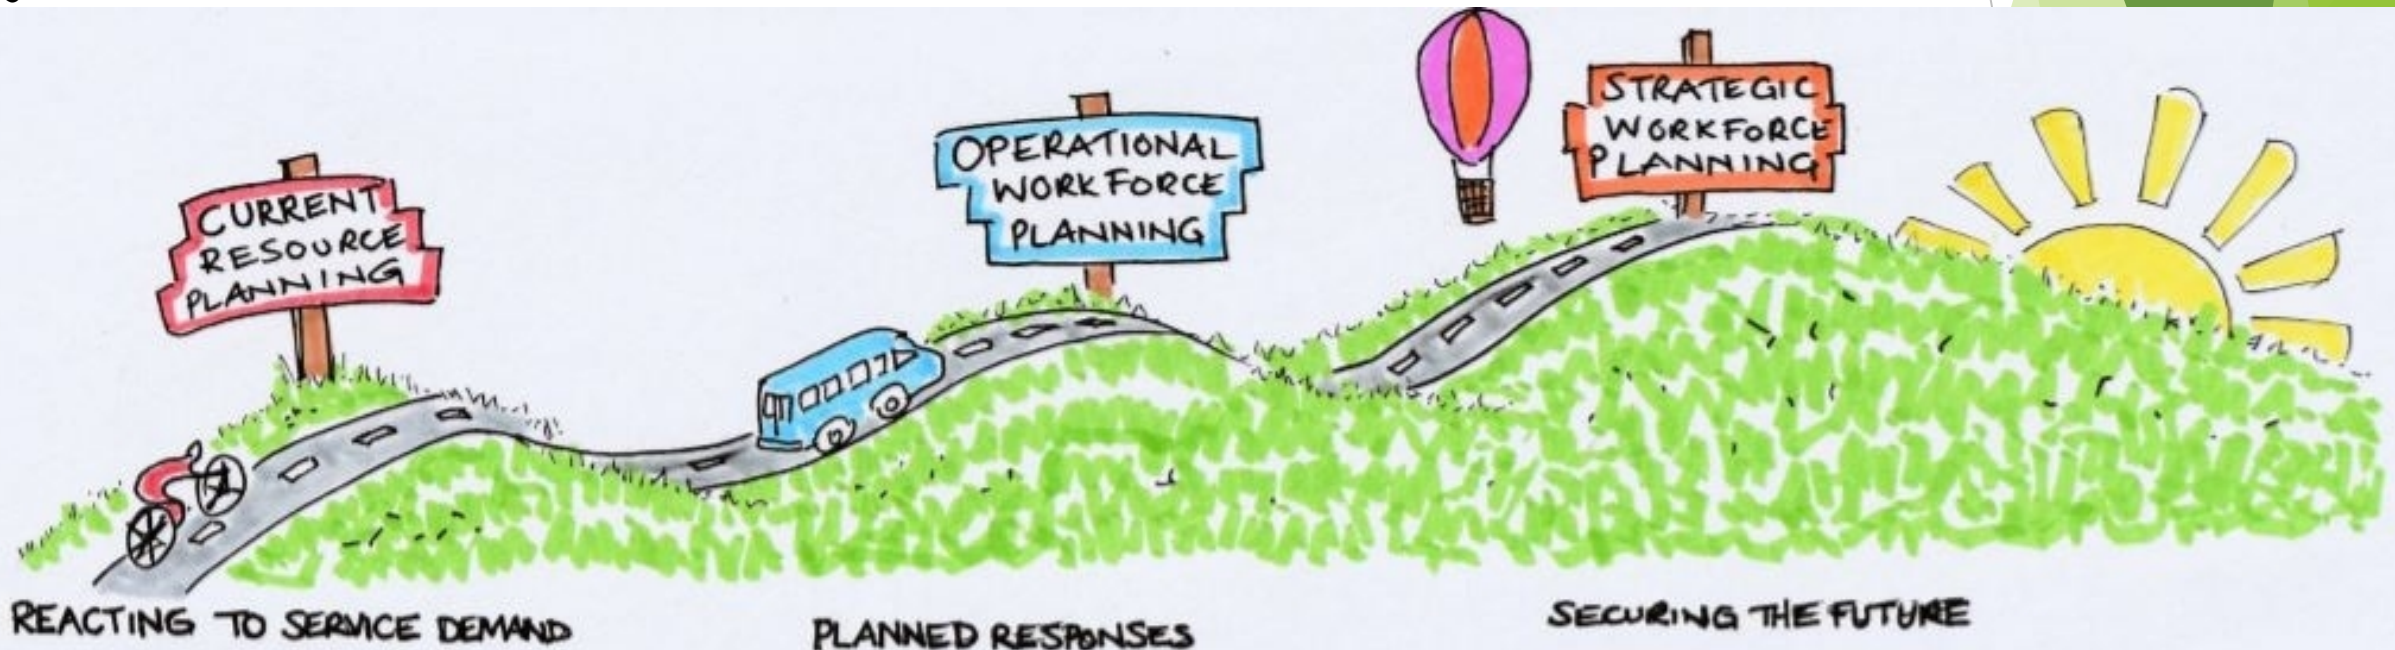 CURRENT
RESOURCE
PLANNING
OPERATIONAL
WORKFORCE
PLANNING
STRATEGIC
WORKFORCE
PLANNING
REACTING TO SERVICE DEMAND
PLANNED RESPONSES
SECURING THE FUTURE